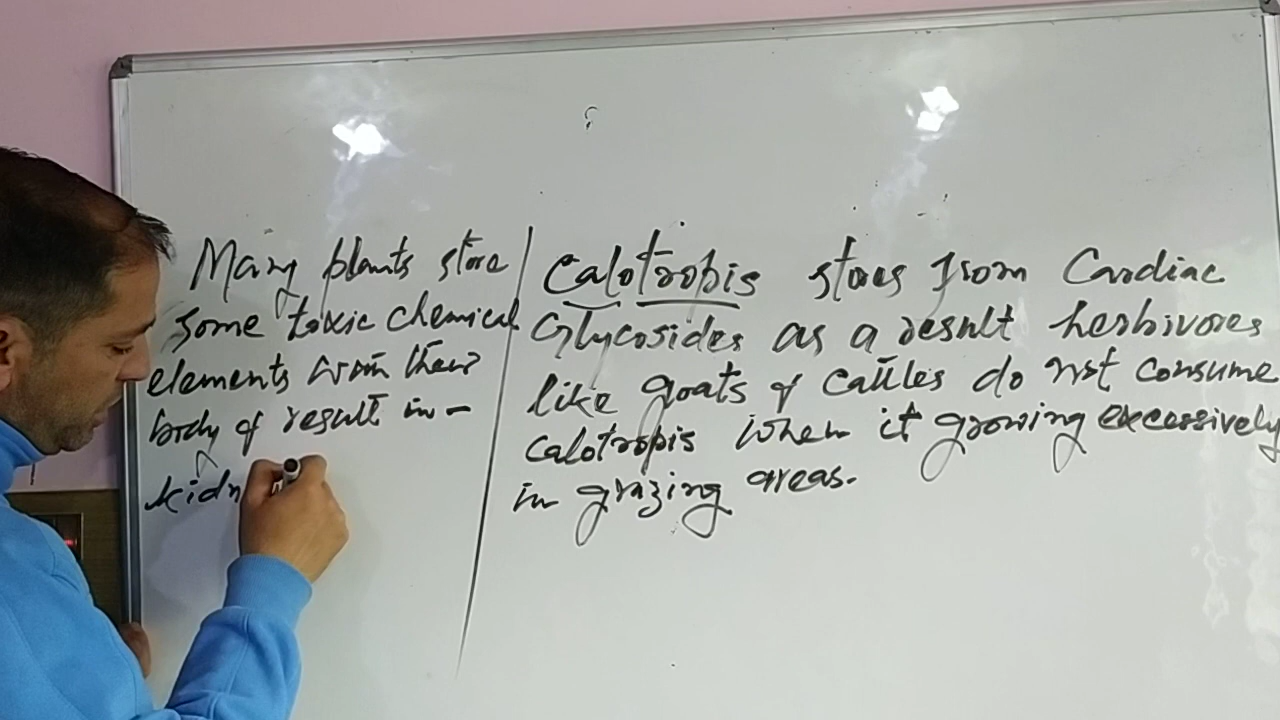 Many plants store
some toxic chemical
elements with their
body & result in-
kidn
Calotropis stores from Cardiac
Glycosides as a result herbivores
like goats & cattles do not consume
calotropis when it growing excessively
in grazing areas.